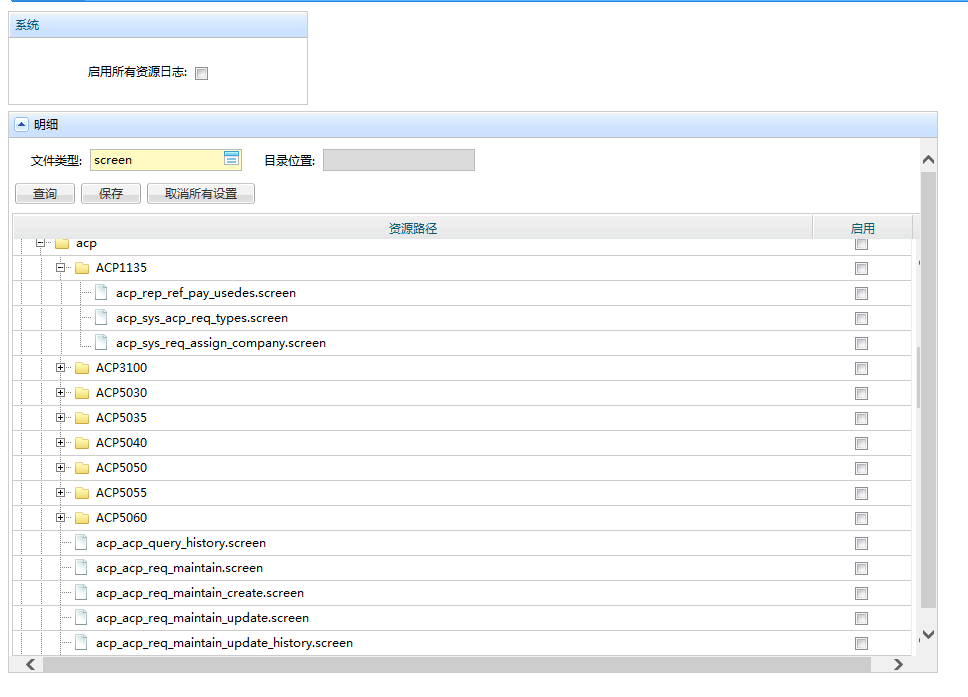 系统
启用所有资源日志:
明细
文件类型: screen 目录位置:
查询 保存 取消所有设置
资源路径 启用
acp
ACP1135
acp_rep_ref_pay_usedes.screen
acp_sys_acp_req_types.screen
acp_sys_req_assign_company.screen
ACP3100
ACP5030
ACP5035
ACP5040
ACP5050
ACP5055
ACP5060
acp_acp_query_history.screen
acp_acp_req_maintain.screen
acp_acp_req_maintain_create.screen
acp_acp_req_maintain_update.screen
acp_acp_req_maintain_update_history.screen